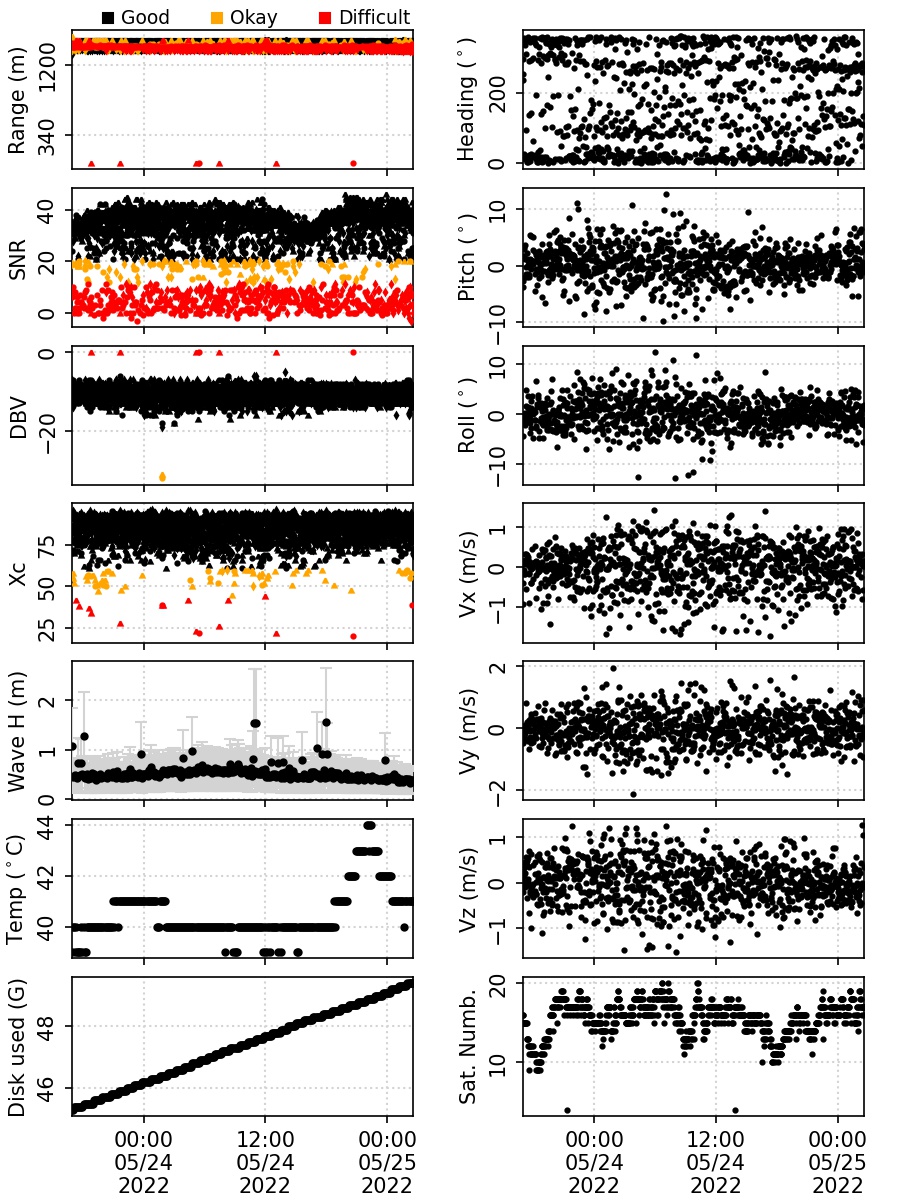 Good Okay Difficult
Range (m)
1200
340
Heading (°)
200
0
SNR
40
20
0
Pitch (°)
10
0
−10
DBV
0
−20
Roll (°)
10
0
−10
Xc
75
50
25
Vx (m/s)
1
0
−1
Wave H (m)
2
1
0
Vy (m/s)
2
0
−2
Temp (°C)
44
42
40
Vz (m/s)
1
0
−1
Disk used (G)
48
46
Sat. Numb.
20
10
00:00 12:00 00:00 00:00 12:00 00:00
05/24 05/24 05/25 05/24 05/24 05/25
2022 2022 2022 2022 2022 2022